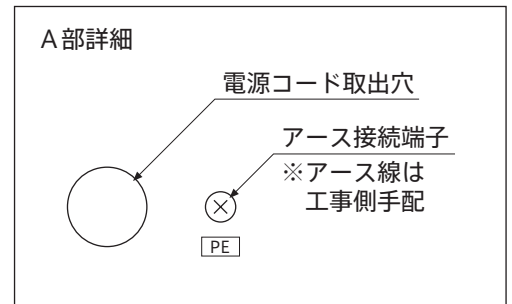 A部詳細
電源コード取出穴
アース接続端子
※アース線は
工事側手配
PE